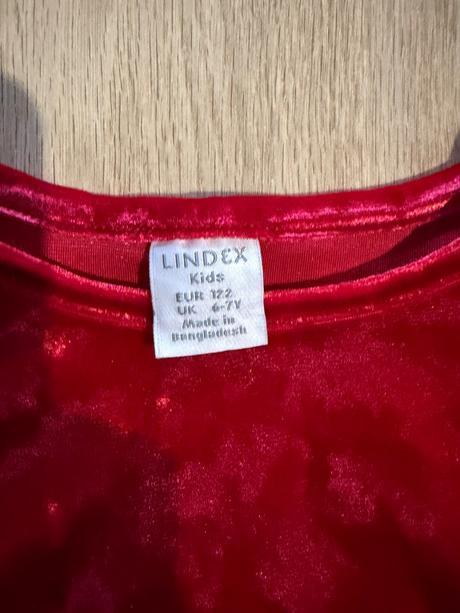 LINDEX
Kids
EUR 122
UK 6-7Y
Made in
Bangladesh